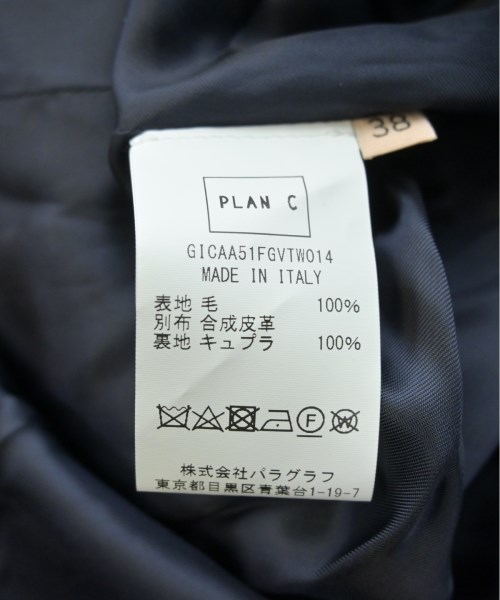 38
PLAN C
GICAA51FGVTW014
MADE IN ITALY
表地 毛 100%
別布 合成皮革
裏地 キュプラ 100%
F W
株式会社パラグラフ
東京都目黒区青葉台1-19-7